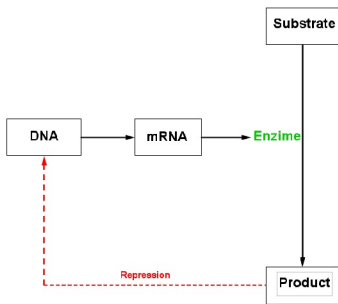 Substrate
DNA
mRNA
Enzime
Repression
Product